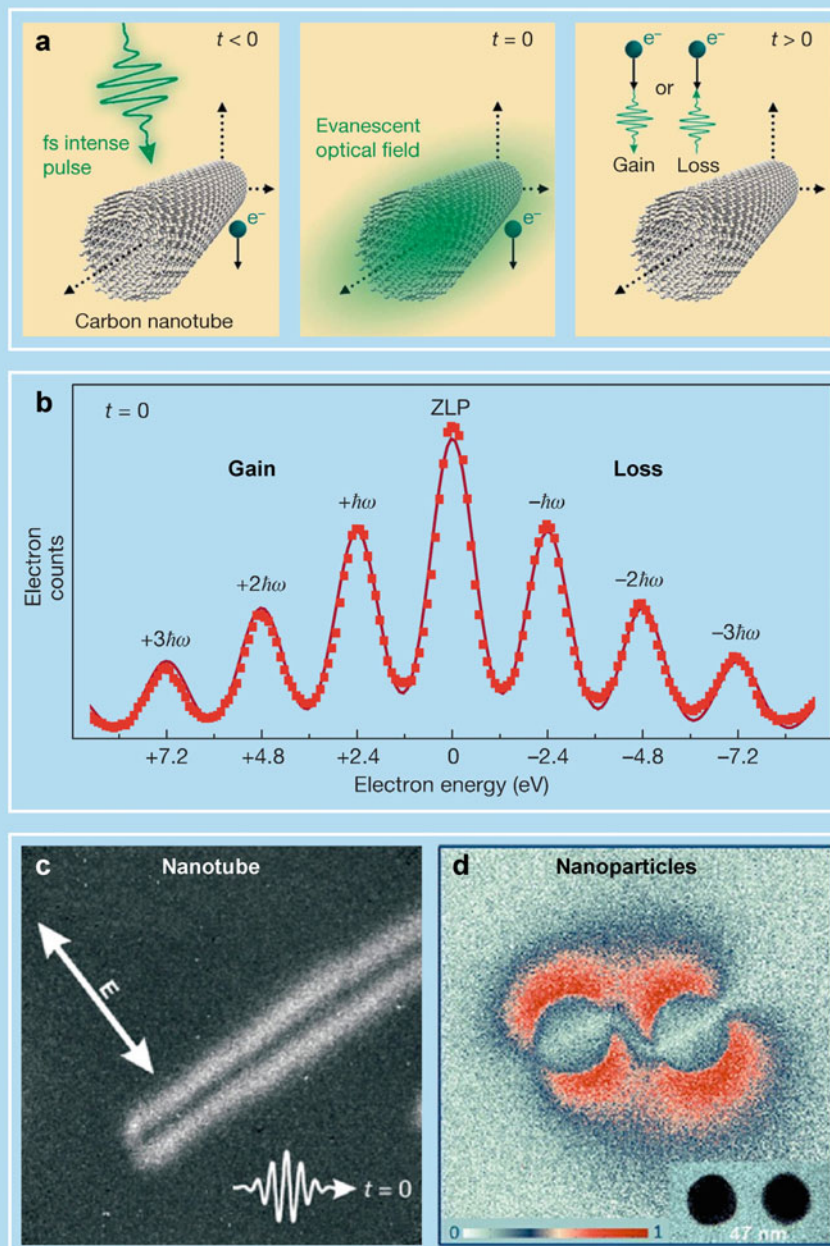 a
t < 0
fs intense
pulse
e⁻
Carbon nanotube
t = 0
Evanescent
optical field
e⁻
t > 0
e⁻ e⁻
or
Gain Loss
b
t = 0
ZLP
Gain
Loss
+ℏω
−ℏω
+2ℏω
−2ℏω
+3ℏω
−3ℏω
Electron
counts
+7.2 +4.8 +2.4 0 −2.4 −4.8 −7.2
Electron energy (eV)
c
Nanotube
E
t = 0
d
Nanoparticles
0 1
47 nm